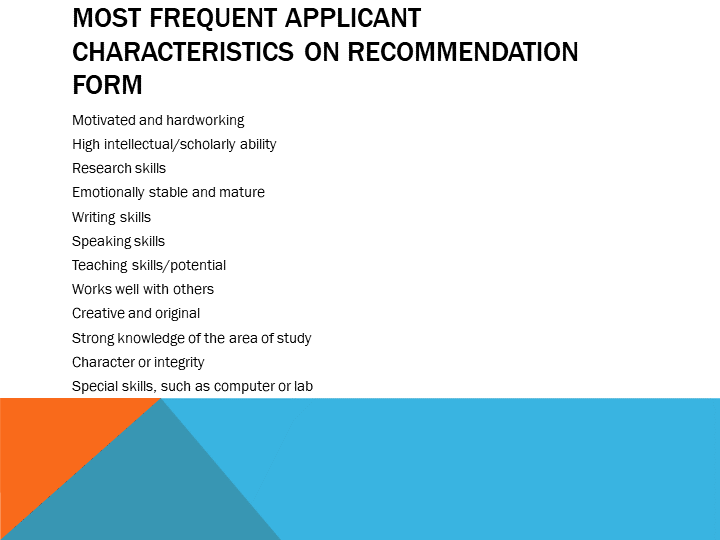 MOST FREQUENT APPLICANT
CHARACTERISTICS ON RECOMMENDATION
FORM
Motivated and hardworking
High intellectual/scholarly ability
Research skills
Emotionally stable and mature
Writing skills
Speaking skills
Teaching skills/potential
Works well with others
Creative and original
Strong knowledge of the area of study
Character or integrity
Special skills, such as computer or lab